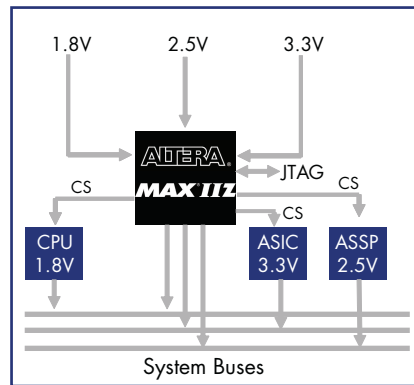 1.8V 2.5V 3.3V
ALTERA®
JTAG
MAX® IIZ
CS CS
CS
CPU ASIC ASSP
1.8V 3.3V 2.5V
System Buses